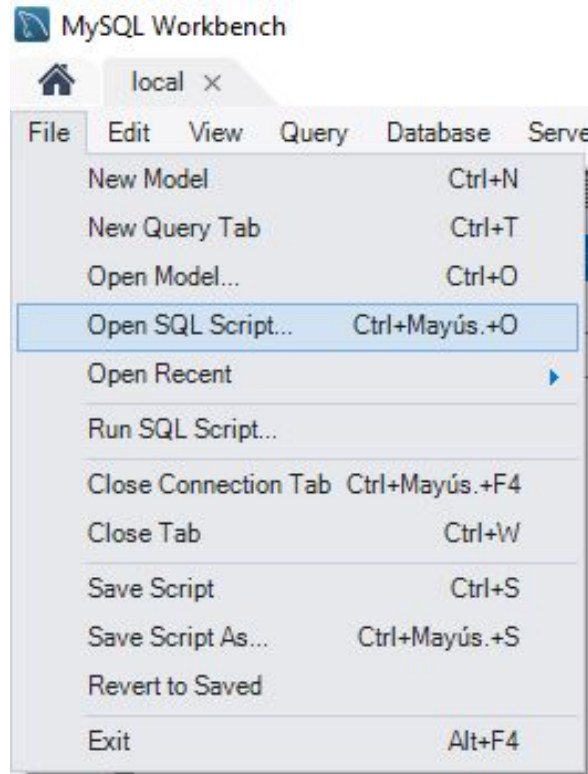 MySQL Workbench
local ×
File Edit View Query Database Serve
New Model Ctrl+N
New Query Tab Ctrl+T
Open Model... Ctrl+O
Open SQL Script... Ctrl+Mayús.+O
Open Recent
Run SQL Script...
Close Connection Tab Ctrl+Mayús.+F4
Close Tab Ctrl+W
Save Script Ctrl+S
Save Script As... Ctrl+Mayús.+S
Revert to Saved
Exit Alt+F4